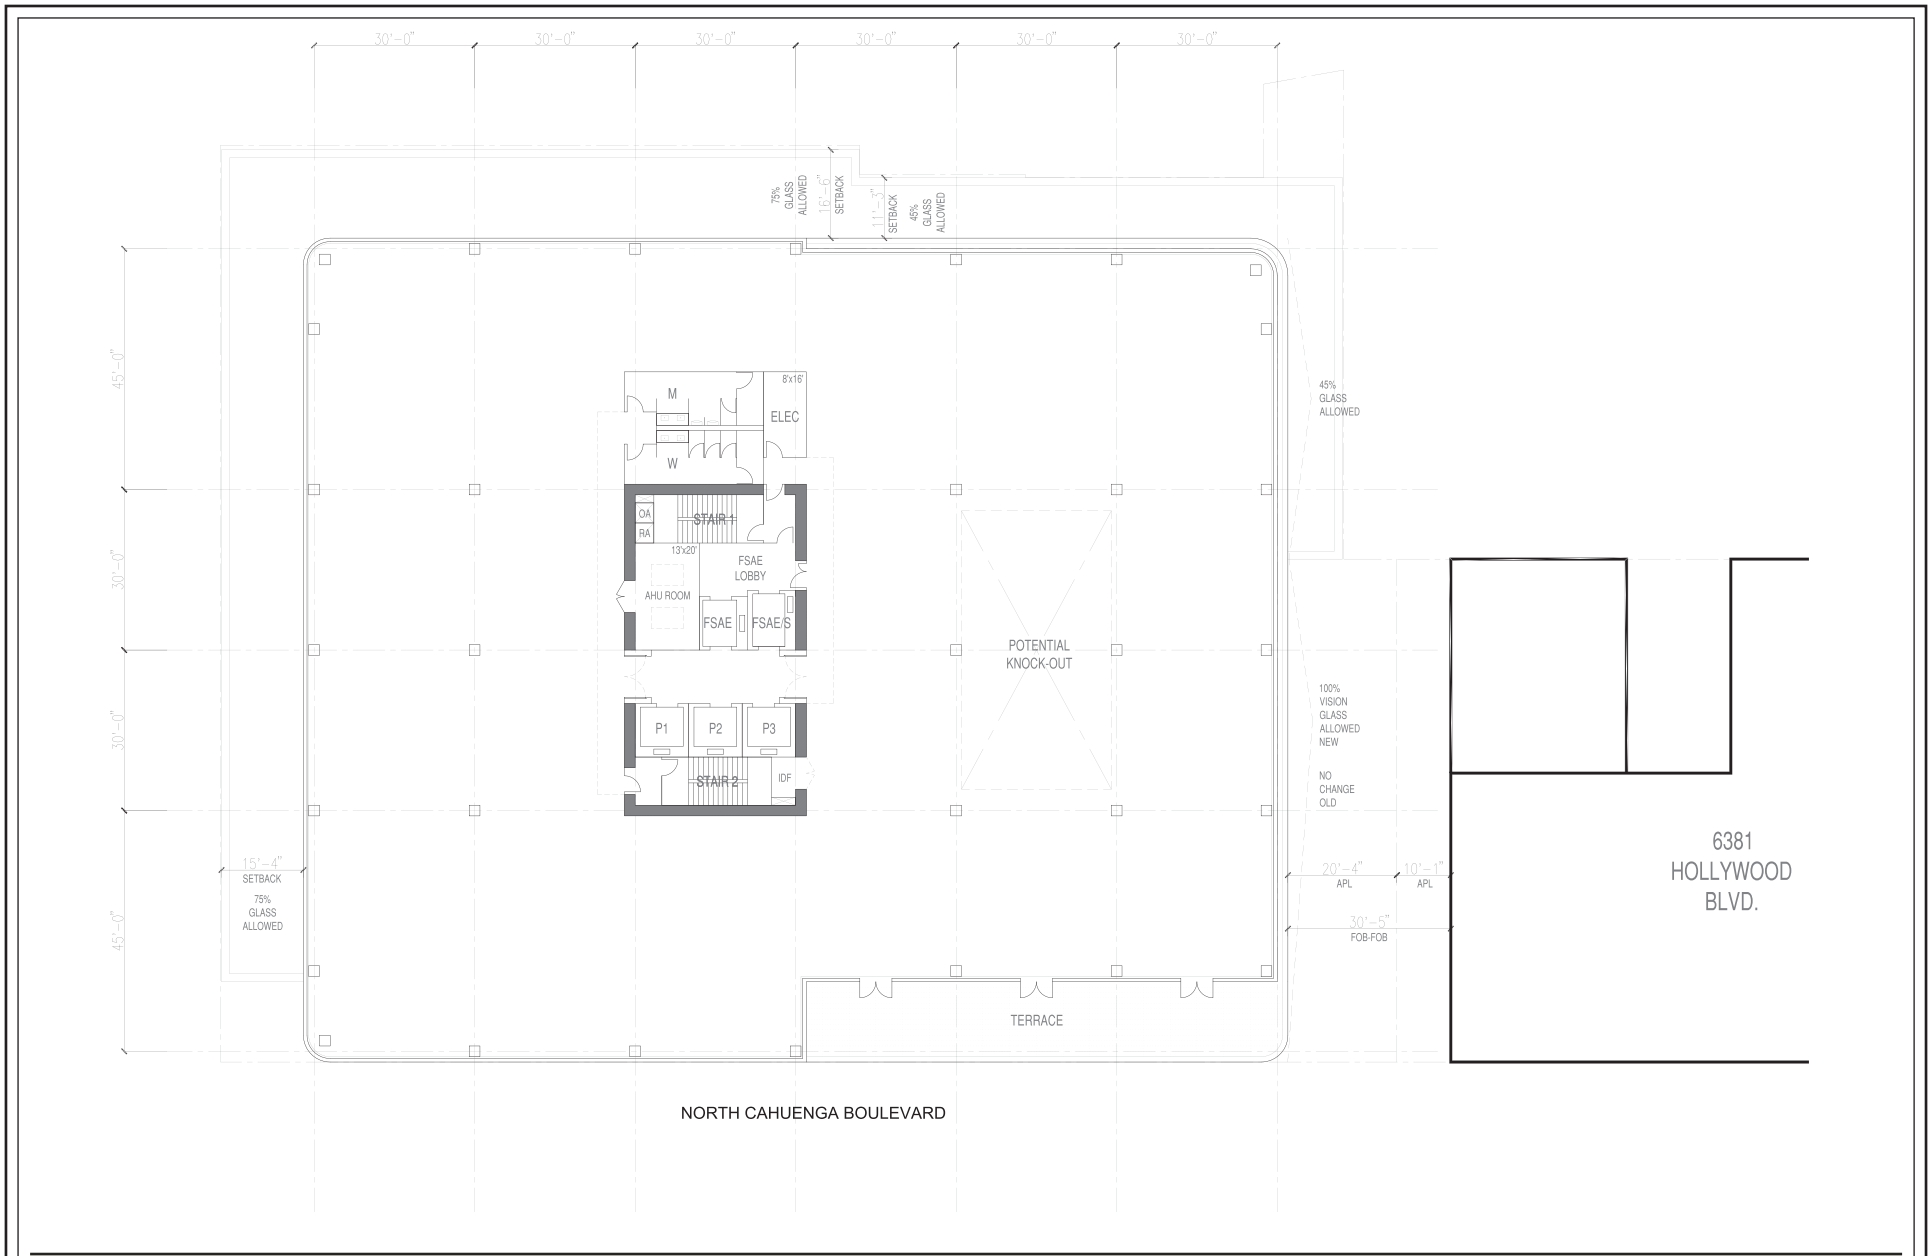 30'-0" 30'-0" 30'-0" 30'-0" 30'-0" 30'-0"
75%
GLASS
ALLOWED
16'-6"
SETBACK
11'-3"
SETBACK
45%
GLASS
ALLOWED
45'-0"
30'-0"
30'-0"
45'-0"
8'x16'
M
ELEC
W
OA
RA
STAIR 1
13'x20'
FSAE
LOBBY
AHU ROOM
FSAE
FSAE/S
P1
P2
P3
STAIR 2
IDF
POTENTIAL
KNOCK-OUT
45%
GLASS
ALLOWED
100%
VISION
GLASS
ALLOWED
NEW
NO
CHANGE
OLD
6381
HOLLYWOOD
BLVD.
15'-4"
SETBACK
75%
GLASS
ALLOWED
20'-4"
APL
10'-1"
APL
30'-5"
FOB-FOB
TERRACE
NORTH CAHUENGA BOULEVARD